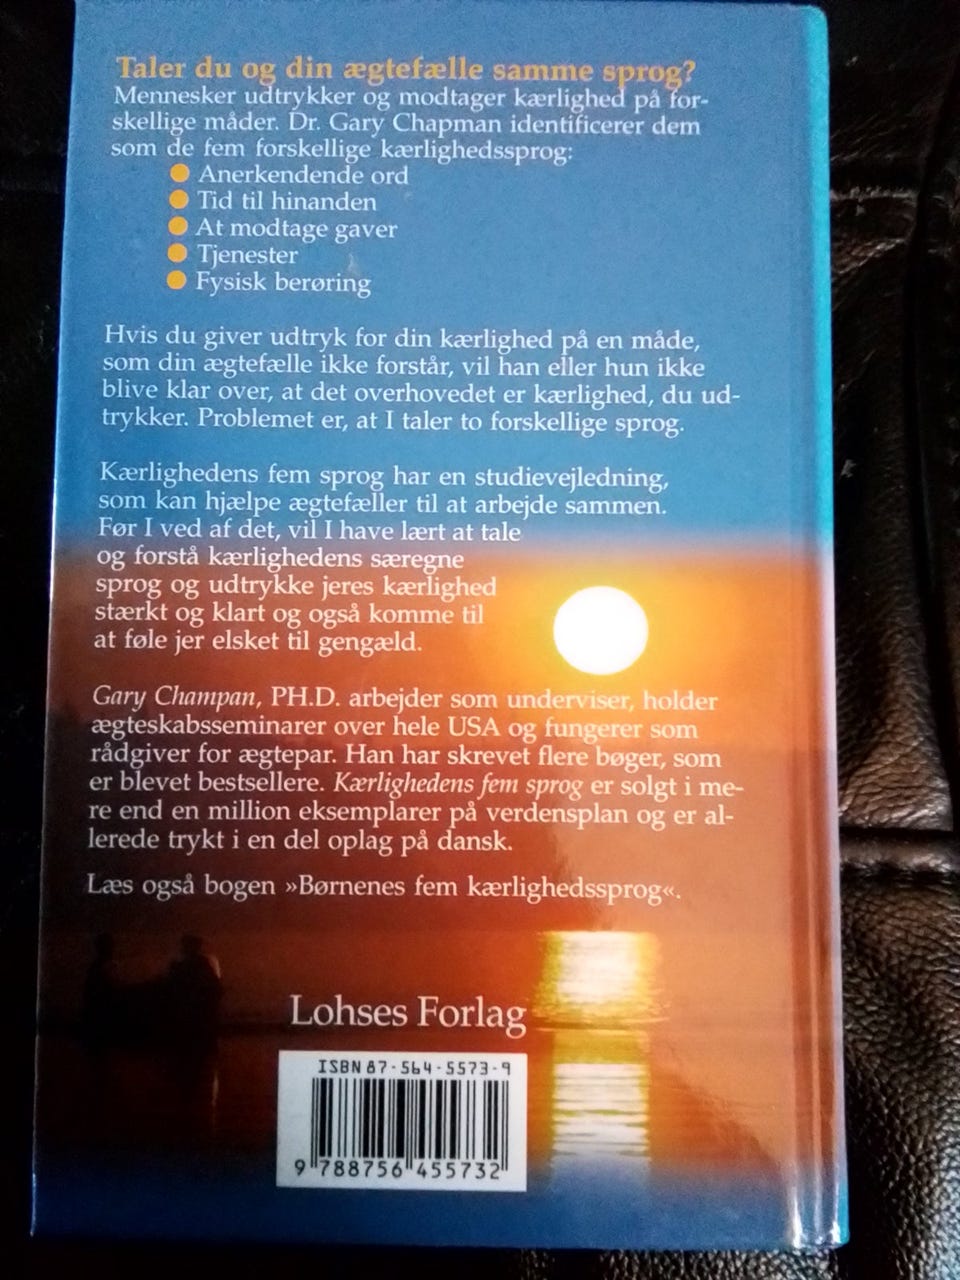 Taler du og din ægtefælle samme sprog?
Mennesker udtrykker og modtager kærlighed på for-
skellige måder. Dr. Gary Chapman identificerer dem
som de fem forskellige kærlighedssprog:
● Anerkendende ord
● Tid til hinanden
● At modtage gaver
● Tjenester
● Fysisk berøring
Hvis du giver udtryk for din kærlighed på en måde,
som din ægtefælle ikke forstår, vil han eller hun ikke
blive klar over, at det overhovedet er kærlighed, du ud-
trykker. Problemet er, at I taler to forskellige sprog.
Kærlighedens fem sprog har en studievejledning,
som kan hjælpe ægtefæller til at arbejde sammen.
Før I ved af det, vil I have lært at tale
og forstå kærlighedens særegne
sprog og udtrykke jeres kærlighed
stærkt og klart og også komme til
at føle jer elsket til gengæld.
Gary Champan, PH.D. arbejder som underviser, holder
ægteskabsseminarer over hele USA og fungerer som
rådgiver for ægtepar. Han har skrevet flere bøger, som
er blevet bestsellere. Kærlighedens fem sprog er solgt i me-
re end en million eksemplarer på verdensplan og er al-
lerede trykt i en del oplag på dansk.
Læs også bogen »Børnenes fem kærlighedssprog«.
Lohses Forlag
ISBN 87-564-5573-9
9 788756 455732